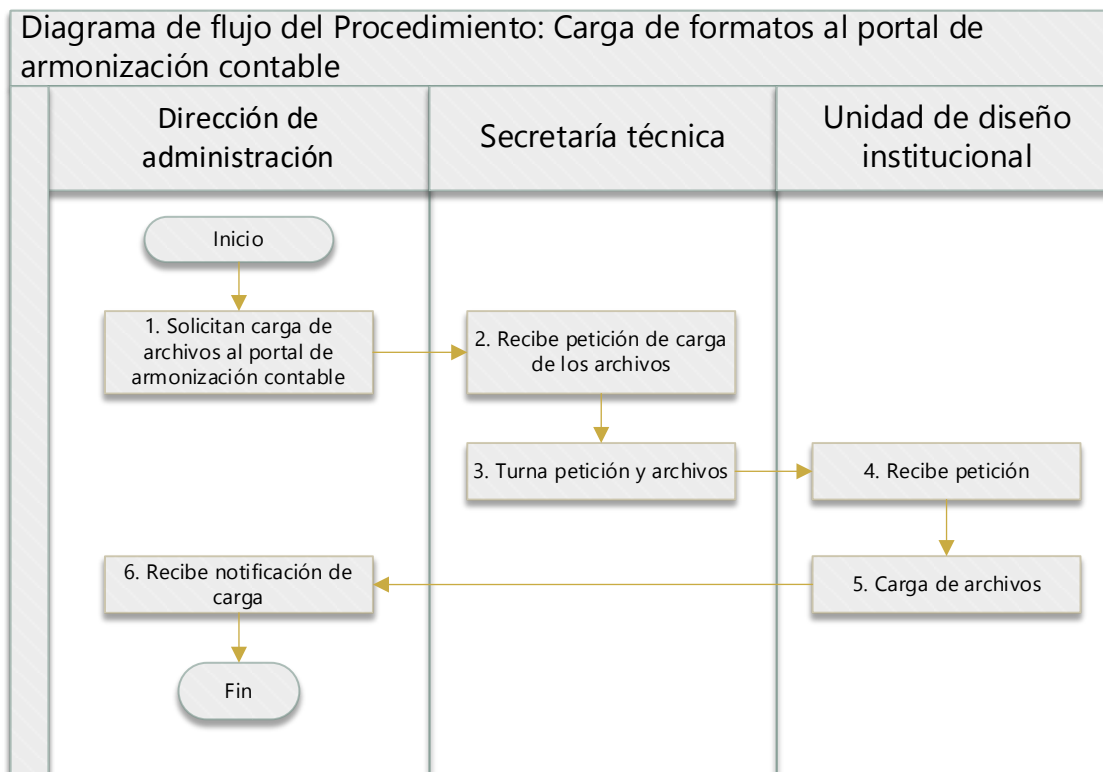 Diagrama de flujo del Procedimiento: Carga de formatos al portal de
armonización contable
Dirección de
administración
Secretaría técnica
Unidad de diseño
institucional
Inicio
1. Solicitan carga de
archivos al portal de
armonización contable
2. Recibe petición de carga
de los archivos
3. Turna petición y archivos
4. Recibe petición
5. Carga de archivos
6. Recibe notificación de
carga
Fin